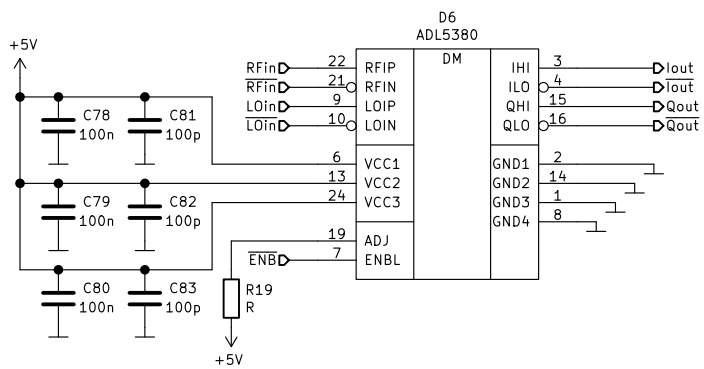 D6
ADL5380
DM
+5V
RFin 22 RFIP IHI 3 Iout
RFin 21 RFIN ILO 4 Iout
LOin 9 LOIP QHI 15 Qout
LOin 10 LOIN QLO 16 Qout
C78 100n
C81 100p
6 VCC1 GND1 2
13 VCC2 GND2 14
24 VCC3 GND3 1
GND4 8
C79 100n
C82 100p
19 ADJ
ENB 7 ENBL
C80 100n
C83 100p
R19
R
+5V